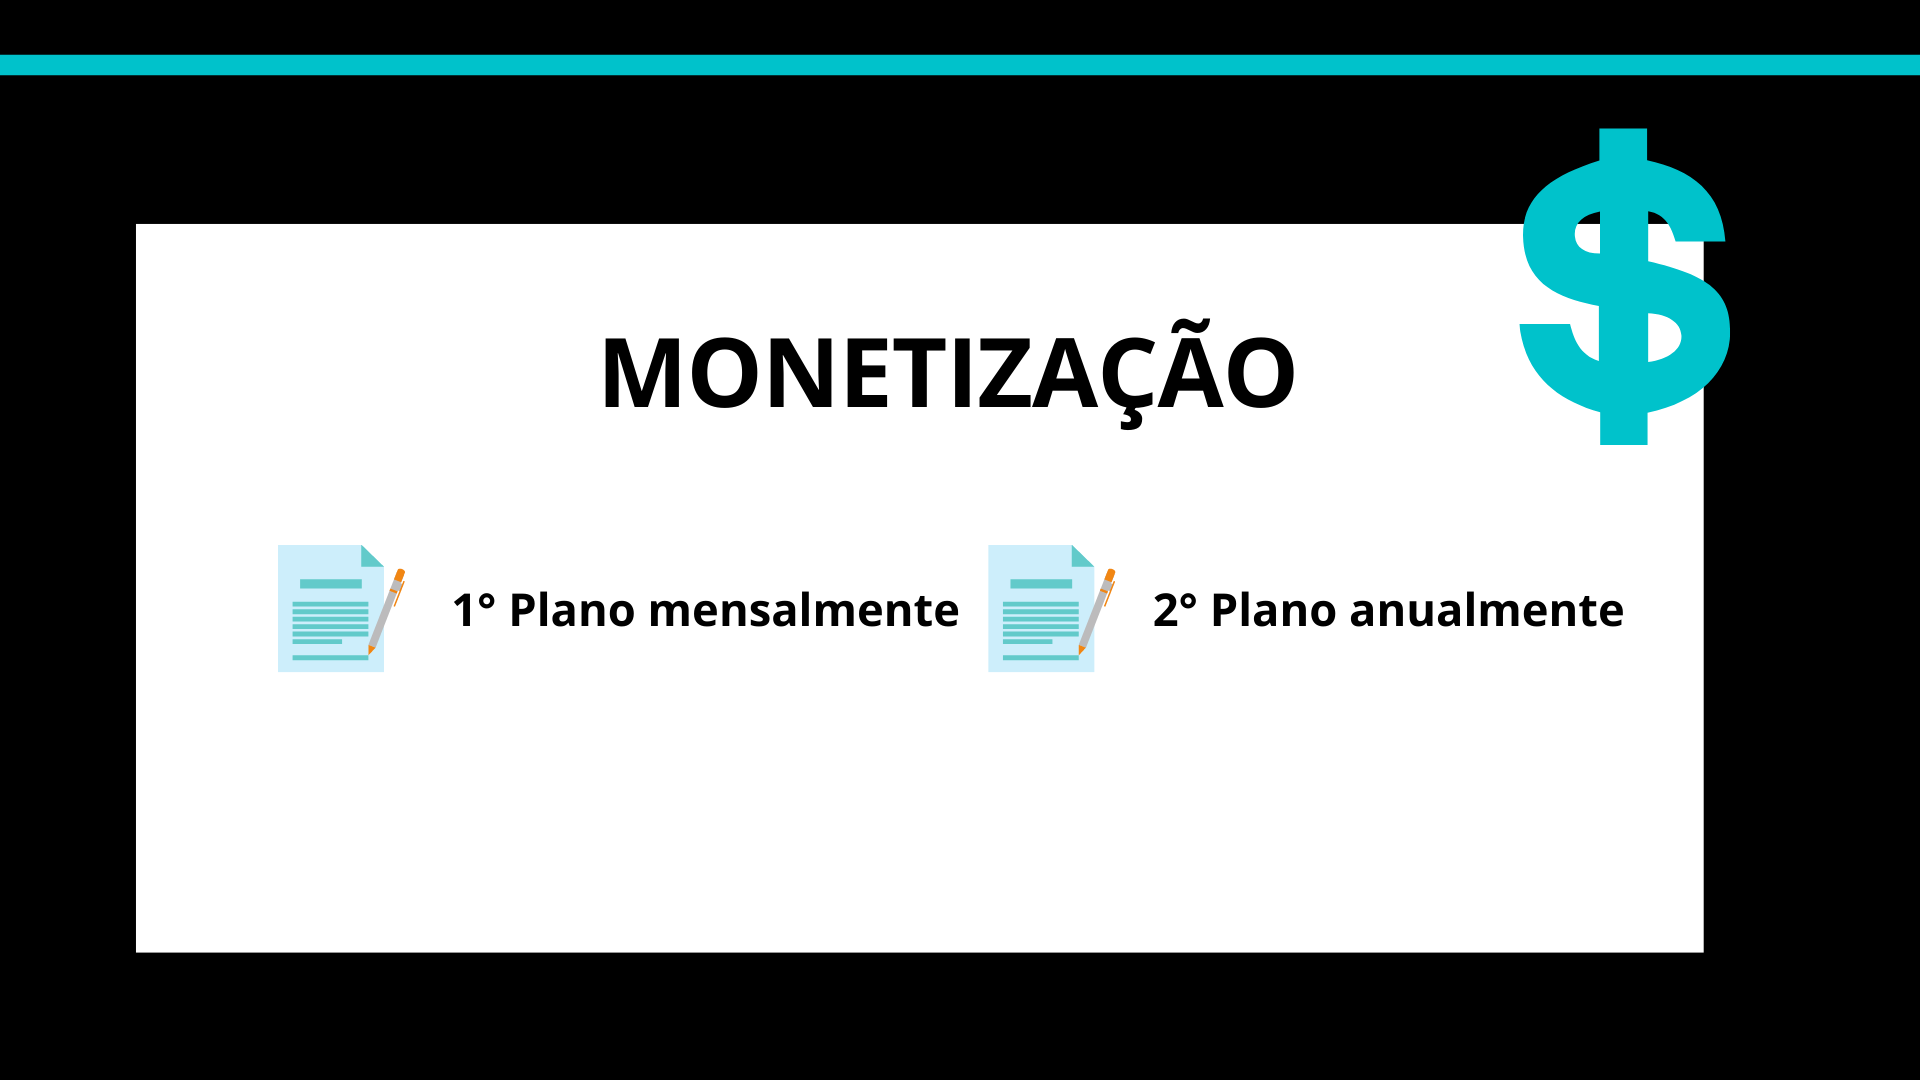 $
MONETIZAÇÃO
1° Plano mensalmente
2° Plano anualmente